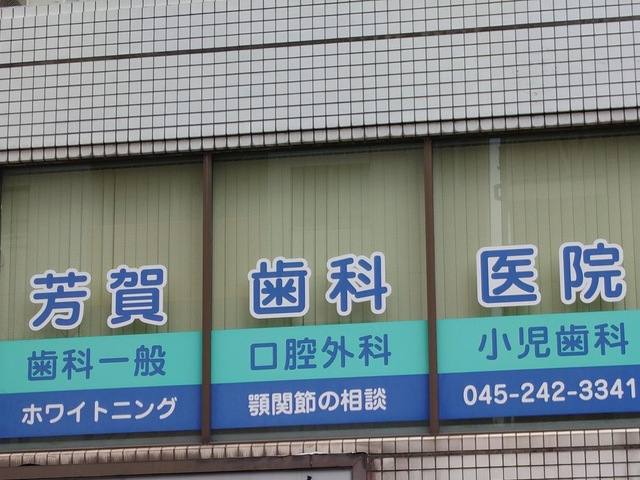 芳賀 歯科 医院
歯科一般 口腔外科 小児歯科
ホワイトニング 顎関節の相談 045-242-3341